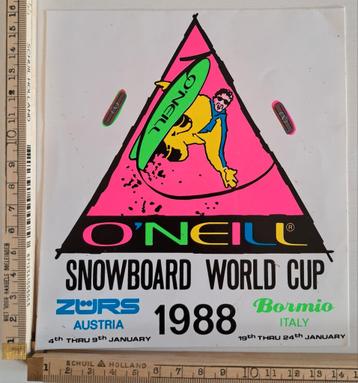 O'NEILL
O'NEILL®
SNOWBOARD WORLD CUP
ZÜRS
AUSTRIA
4th THRU 9th JANUARY
1988
Bormio
ITALY
19th THRU 24th JANUARY
SCHUIL & HOLLAND